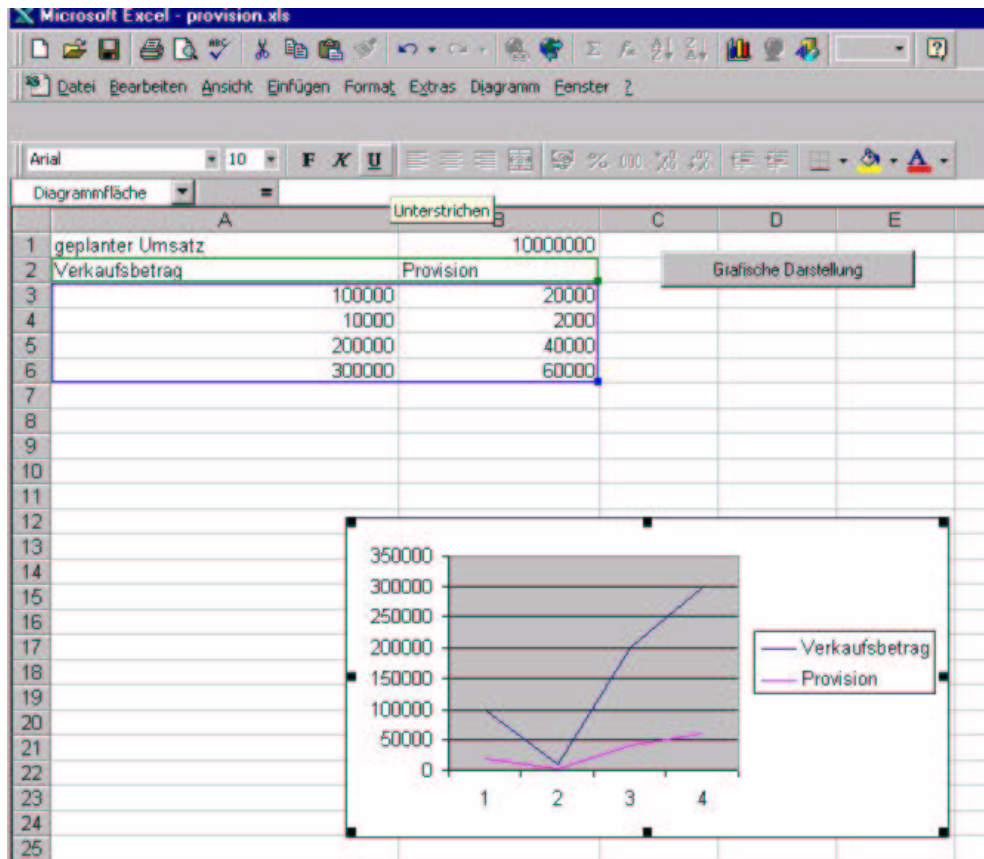 Microsoft Excel - provision.xls
Datei Bearbeiten Ansicht Einfügen Format Extras Diagramm Fenster ?
Arial 10 F K U % 000
Diagrammfläche =
Unterstrichen
A B C D E
1 geplanter Umsatz 10000000
2 Verkaufsbetrag Provision
Grafische Darstellung
3 100000 20000
4 10000 2000
5 200000 40000
6 300000 60000
7
8
9
10
11
12
13
14
15
16
17
18
19
20
21
22
23
24
25
350000
300000
250000
200000
150000
100000
50000
0
1 2 3 4
Verkaufsbetrag
Provision